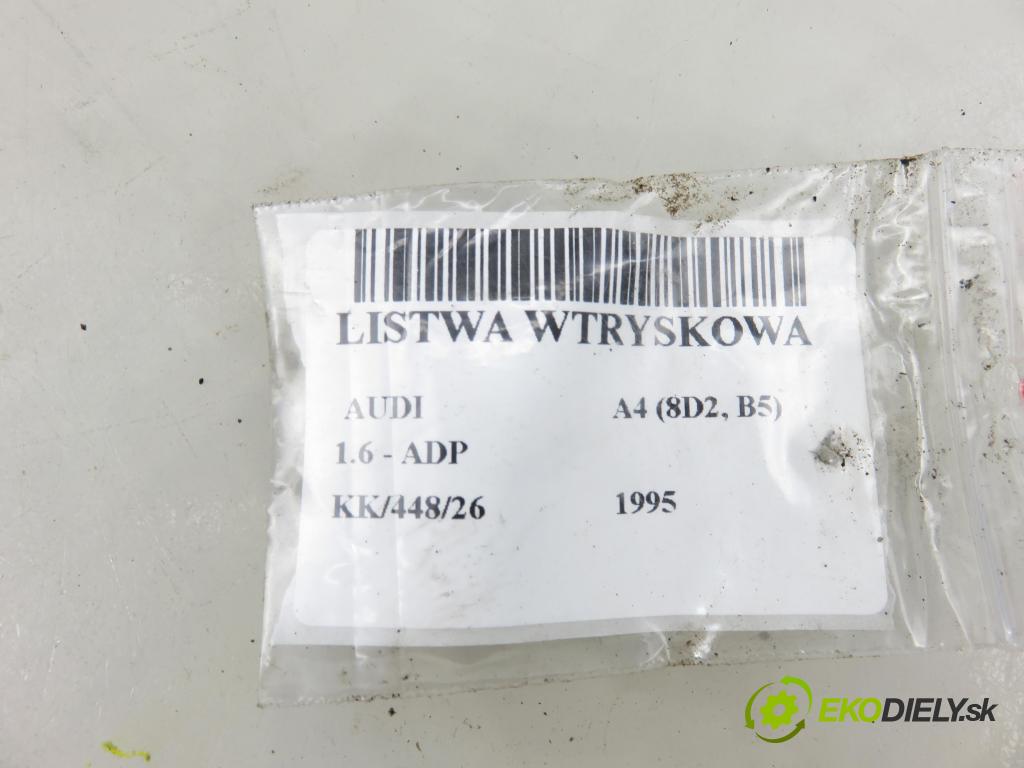 LISTWA WTRYSKOWA
AUDI A4 (8D2, B5)
1.6 - ADP
KK/448/26 1995
EKODIELY.sk